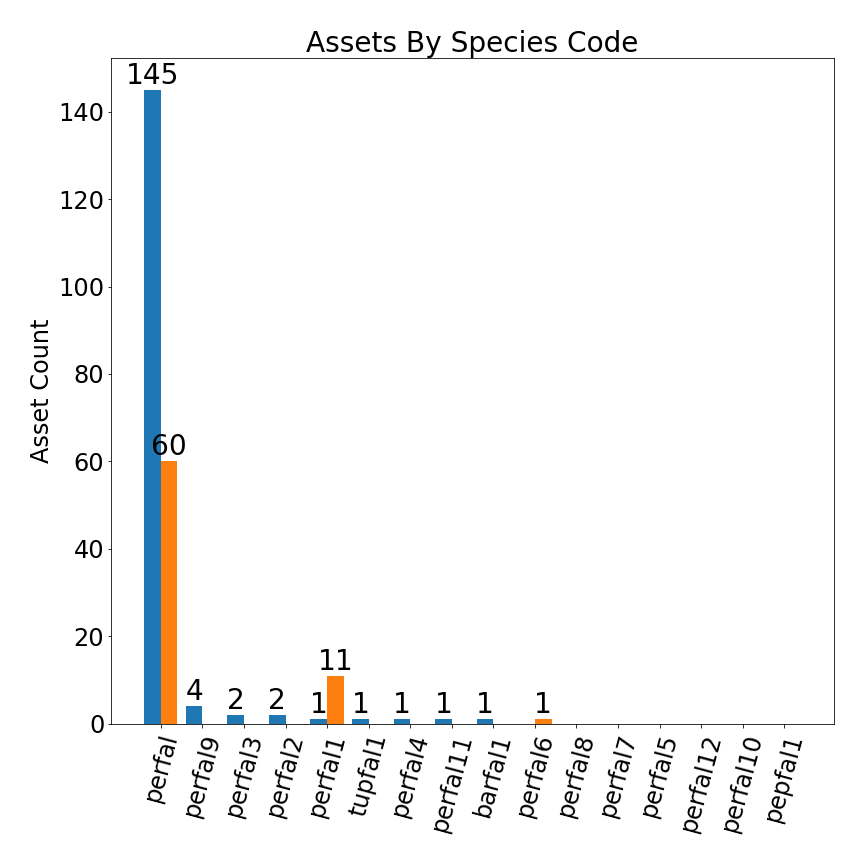 Assets By Species Code
145
140
120
100
80
60
40
20
0
Asset Count
60
4
2
2
1
11
1
1
1
1
1
perfal
perfal9
perfal3
perfal2
perfal1
tupfal1
perfal4
perfal11
barfal1
perfal6
perfal8
perfal7
perfal5
perfal12
perfal10
pepfal1